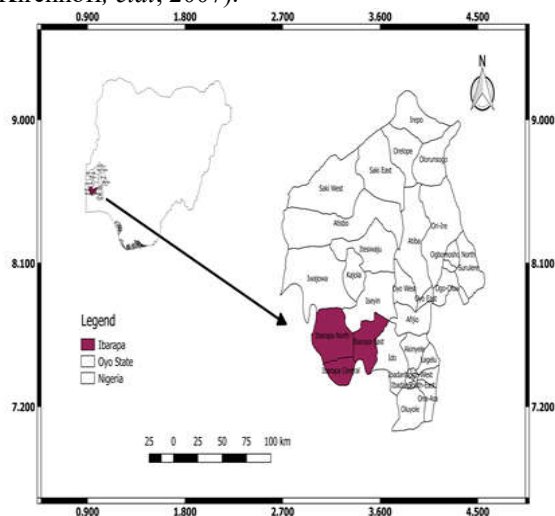 Kirchhoff, etal, 2007).
0.900 1.800 2.700 3.600 4.500
9.000 9.000
N
Irepo
Orelope
Olorunsogo
Saki East
Saki West
Atisbo
Ori-Ire
Atiba
Itesiwaju
Ogbomosho North
Surulere
Kajola
Iwajowa
8.100 8.100
Oyo West
Ogo-Oluwa
Oyo East
Iseyin
Afijio
Legend
Ibarapa
Oyo State
Nigeria
Ibarapa North
Ibarapa East
Akinyele
Ido
Lagelu
Ibarapa Central
Ona-Ara
Oluyole
7.200 7.200
25 0 25 50 75 100 km
0.900 1.800 2.700 3.600 4.500